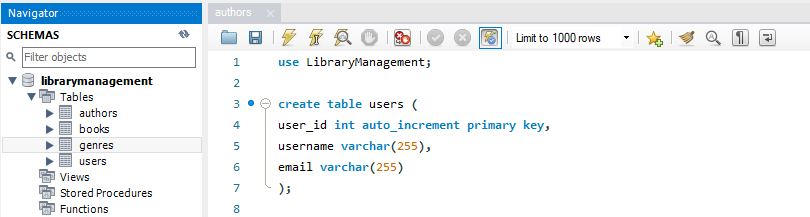 Navigator
SCHEMAS
Filter objects
librarymanagement
Tables
authors
books
genres
users
Views
Stored Procedures
Functions
authors
Limit to 1000 rows
1 use LibraryManagement;
2
3 create table users (
4 user_id int auto_increment primary key,
5 username varchar(255),
6 email varchar(255)
7 );
8